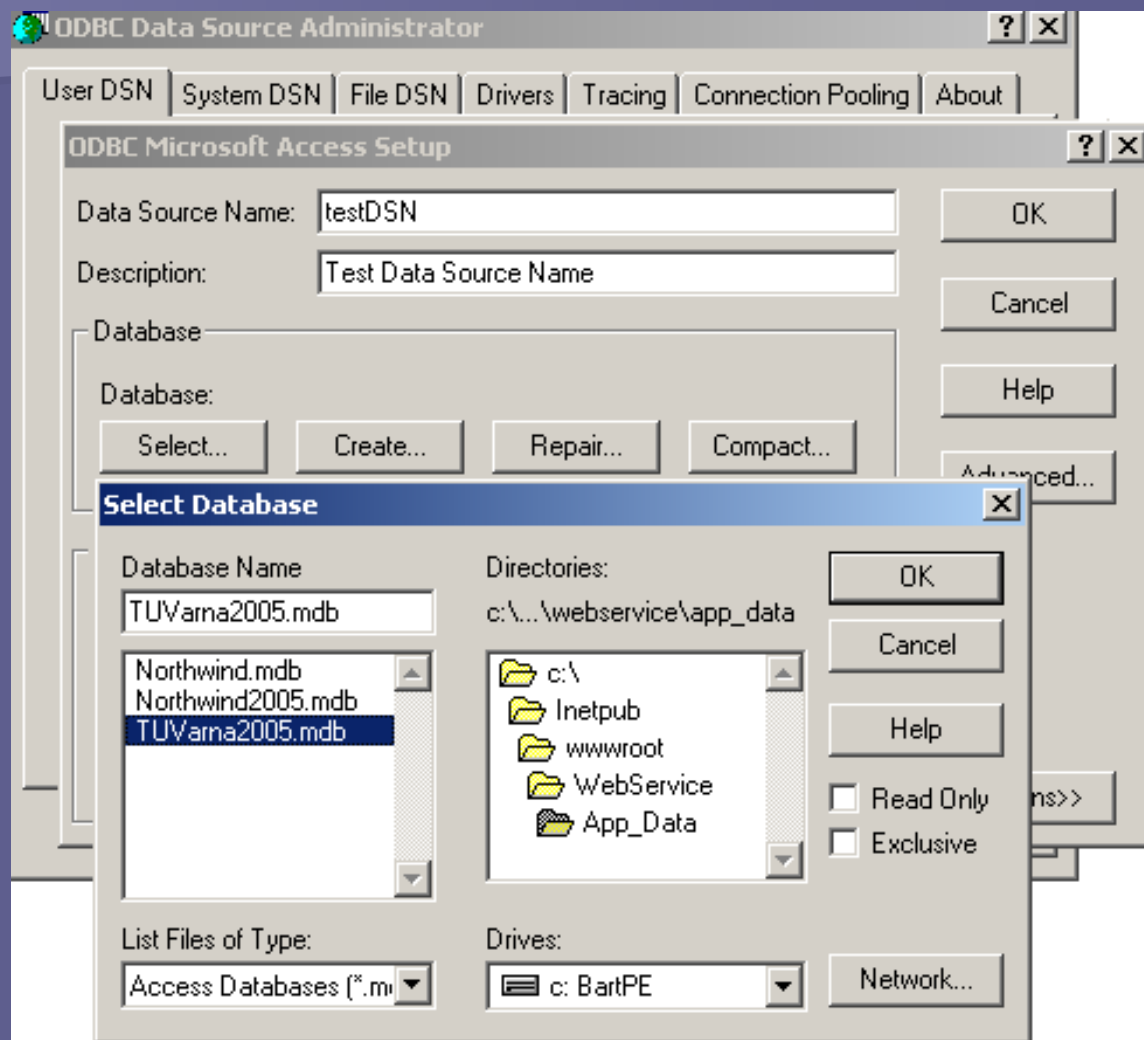 ODBC Data Source Administrator
User DSN System DSN File DSN Drivers Tracing Connection Pooling About
ODBC Microsoft Access Setup
Data Source Name: testDSN OK
Description: Test Data Source Name
Cancel
Database
Database: Help
Select... Create... Repair... Compact...
Advanced...
Select Database
Database Name Directories: OK
TUVarna2005.mdb c:\...\webservice\app_data
Cancel
Northwind.mdb c:\
Northwind2005.mdb Inetpub
TUVarna2005.mdb wwwroot Help
WebService
Read Only ns>>
App_Data
Exclusive
List Files of Type: Drives:
Access Databases (*.m c: BartPE Network...